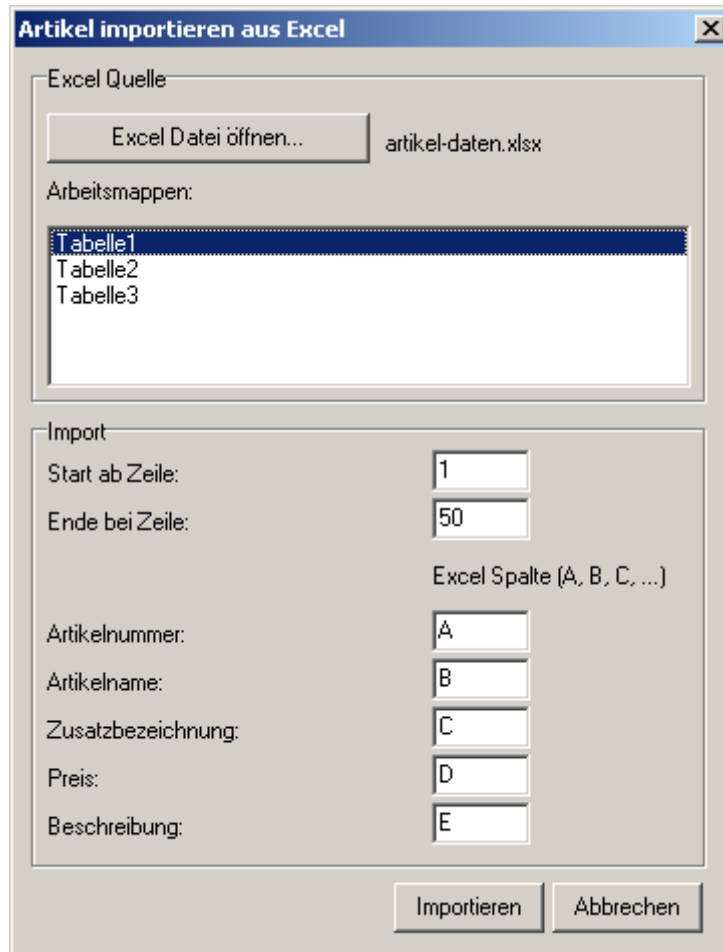 Artikel importieren aus Excel
Excel Quelle
Excel Datei öffnen... artikel-daten.xlsx
Arbeitsmappen:
Tabelle1
Tabelle2
Tabelle3
Import
Start ab Zeile: 1
Ende bei Zeile: 50
Excel Spalte (A, B, C, ...)
Artikelnummer: A
Artikelname: B
Zusatzbezeichnung: C
Preis: D
Beschreibung: E
Importieren Abbrechen